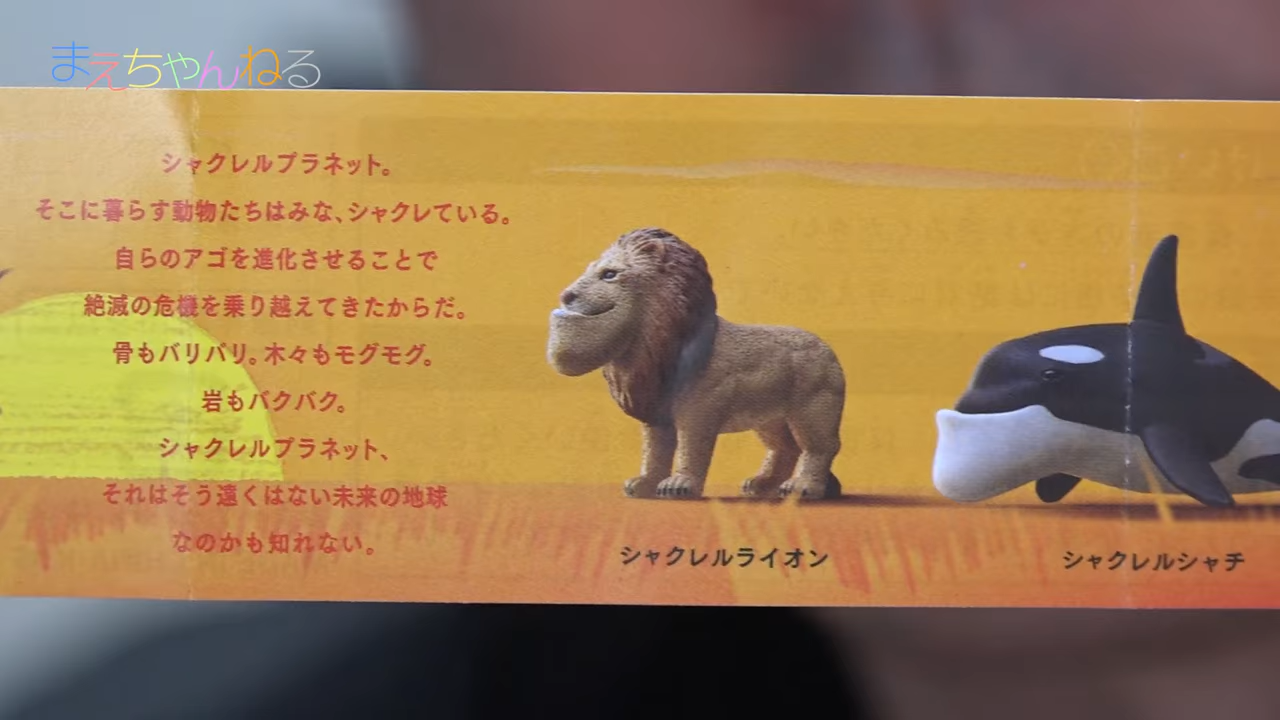 まえちゃんねる
シャクレルプラネット。
そこに暮らす動物たちはみな、シャクレている。
自らのアゴを進化させることで
絶滅の危機を乗り越えてきたからだ。
骨もバリバリ。木々もモグモグ。
岩もバクバク。
シャクレルプラネット、
それはそう遠くはない未来の地球
なのかも知れない。
シャクレルライオン
シャクレルシャチ